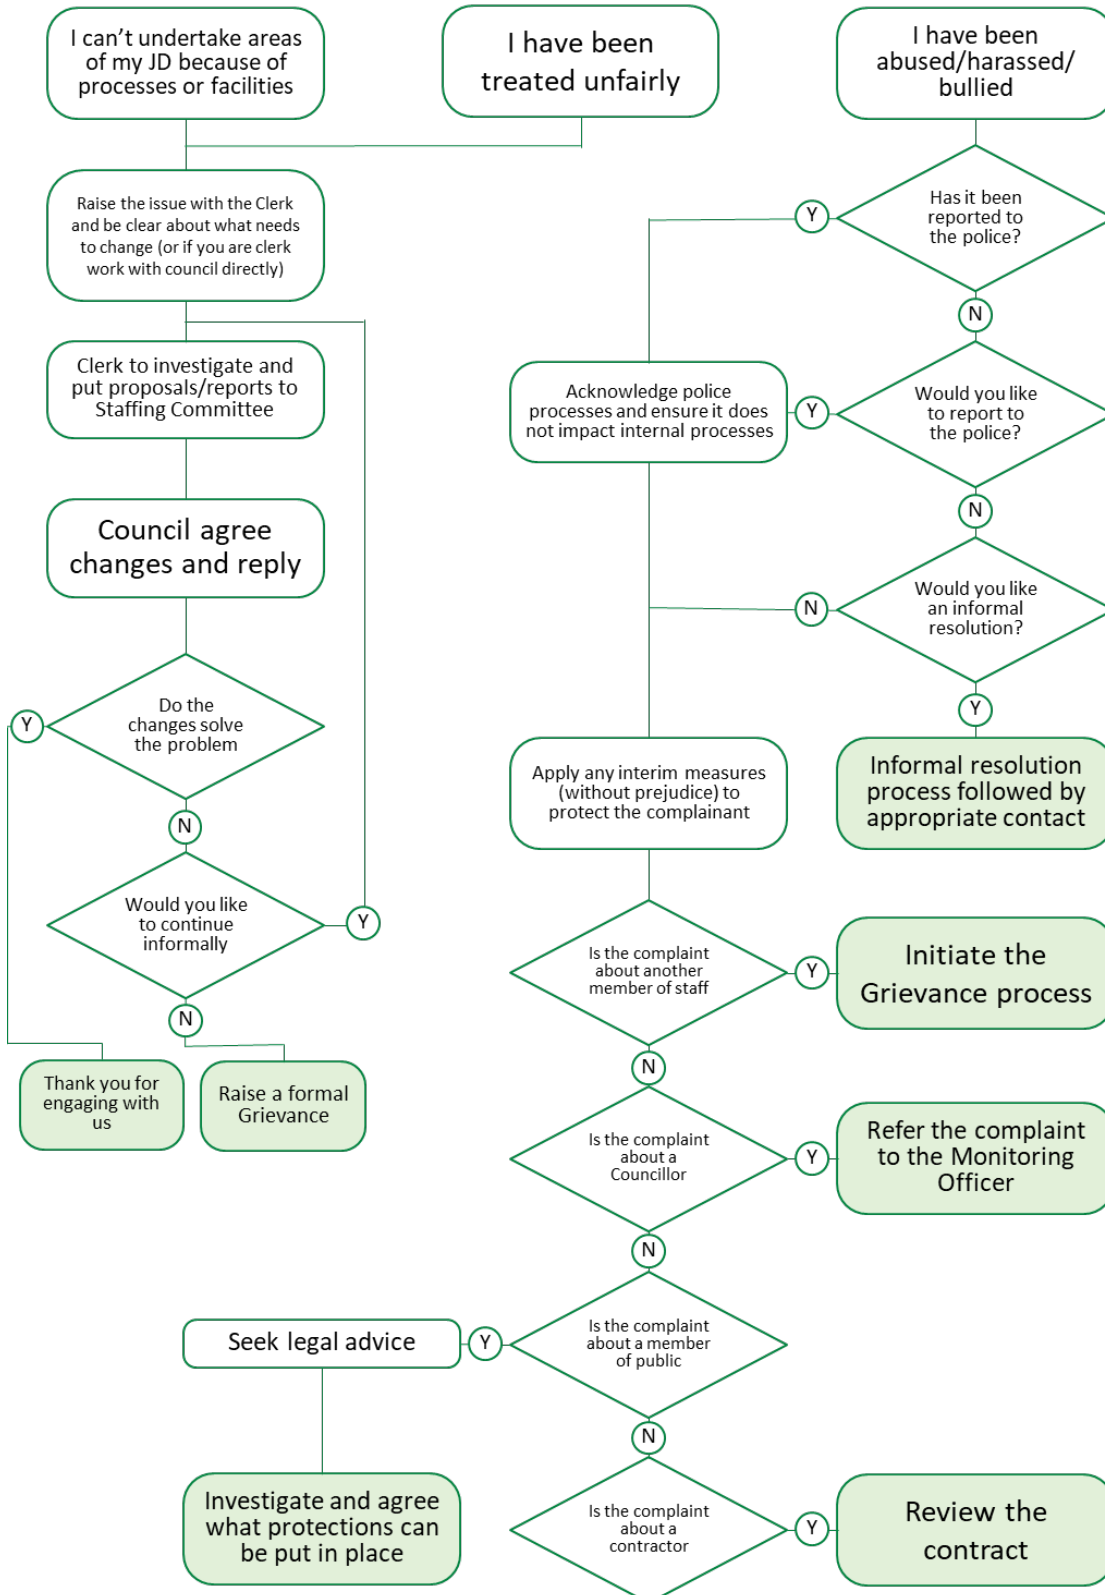 I can't undertake areas
of my JD because of
processes or facilities
I have been
treated unfairly
I have been
abused/harassed/
bullied
Raise the issue with the Clerk
and be clear about what needs
to change (or if you are clerk
work with council directly)
Has it been
reported to
the police?
Y
N
Clerk to investigate and
put proposals/reports to
Staffing Committee
Acknowledge police
processes and ensure it does
not impact internal processes
Y
Would you like
to report to
the police?
N
Council agree
changes and reply
Would you like
an informal
resolution?
N
Y
Do the
changes solve
the problem
Y
N
Apply any interim measures
(without prejudice) to
protect the complainant
Informal resolution
process followed by
appropriate contact
Would you like
to continue
informally
Y
N
Is the complaint
about another
member of staff
Y
Initiate the
Grievance process
N
Thank you for
engaging with
us
Raise a formal
Grievance
Is the complaint
about a
Councillor
Y
Refer the complaint
to the Monitoring
Officer
N
Seek legal advice
Y
Is the complaint
about a member
of public
N
Investigate and agree
what protections can
be put in place
Is the complaint
about a
contractor
Y
Review the
contract